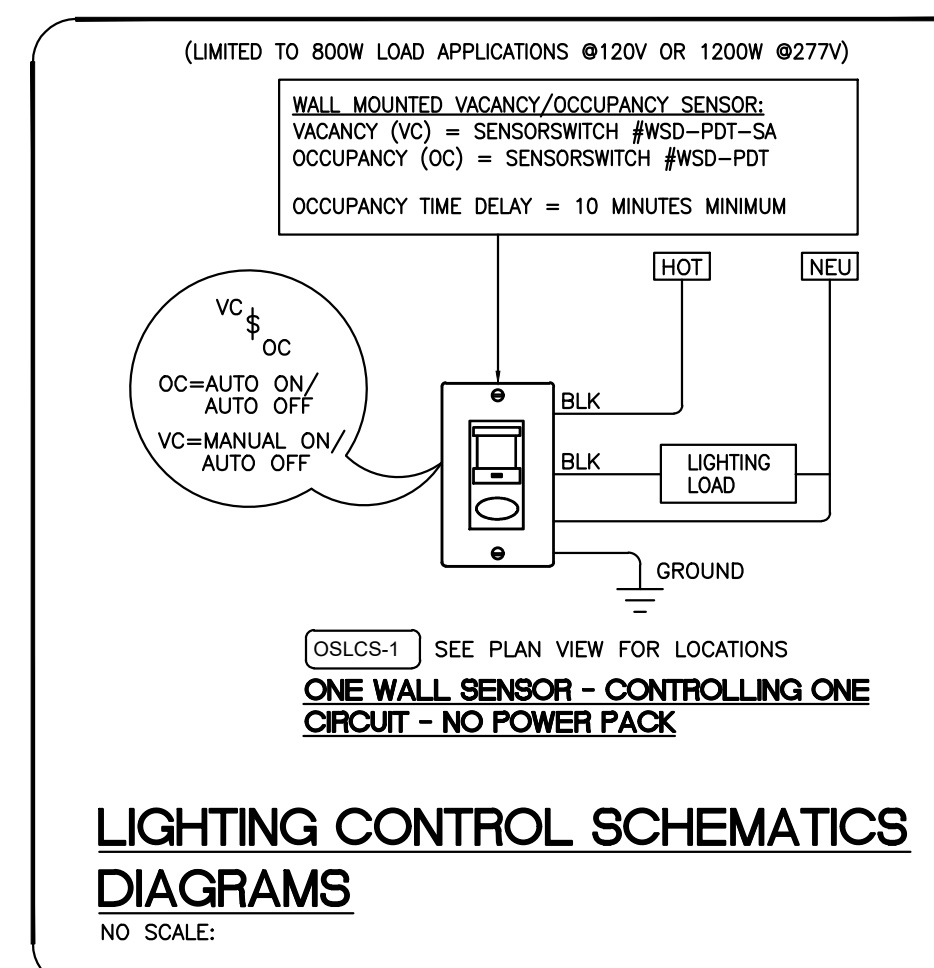 (LIMITED TO 800W LOAD APPLICATIONS @120V OR 1200W @277V)
WALL MOUNTED VACANCY/OCCUPANCY SENSOR:
VACANCY (VC) = SENSORSWITCH #WSD-PDT-SA
OCCUPANCY (OC) = SENSORSWITCH #WSD-PDT
OCCUPANCY TIME DELAY = 10 MINUTES MINIMUM
HOT
NEU
VC
$
OC
OC=AUTO ON/
AUTO OFF
VC=MANUAL ON/
AUTO OFF
BLK
BLK
LIGHTING
LOAD
GROUND
OSLCS-1 SEE PLAN VIEW FOR LOCATIONS
ONE WALL SENSOR - CONTROLLING ONE
CIRCUIT - NO POWER PACK
LIGHTING CONTROL SCHEMATICS
DIAGRAMS
NO SCALE: